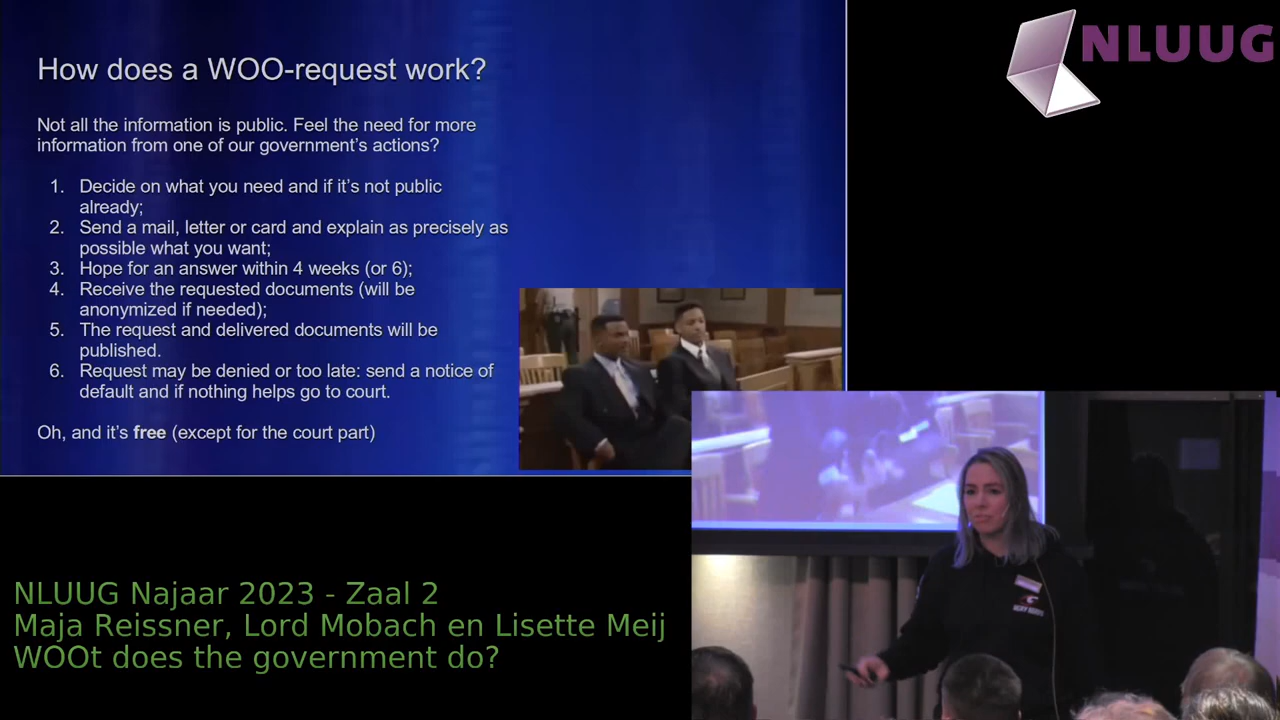 How does a WOO-request work?
Not all the information is public. Feel the need for more
information from one of our government's actions?
1. Decide on what you need and if it's not public
already;
2. Send a mail, letter or card and explain as precisely as
possible what you want;
3. Hope for an answer within 4 weeks (or 6);
4. Receive the requested documents (will be
anonymized if needed);
5. The request and delivered documents will be
published.
6. Request may be denied or too late: send a notice of
default and if nothing helps go to court.
Oh, and it's free (except for the court part)
NLUUG
NLUUG Najaar 2023 - Zaal 2
Maja Reissner, Lord Mobach en Lisette Meij
WOOt does the government do?